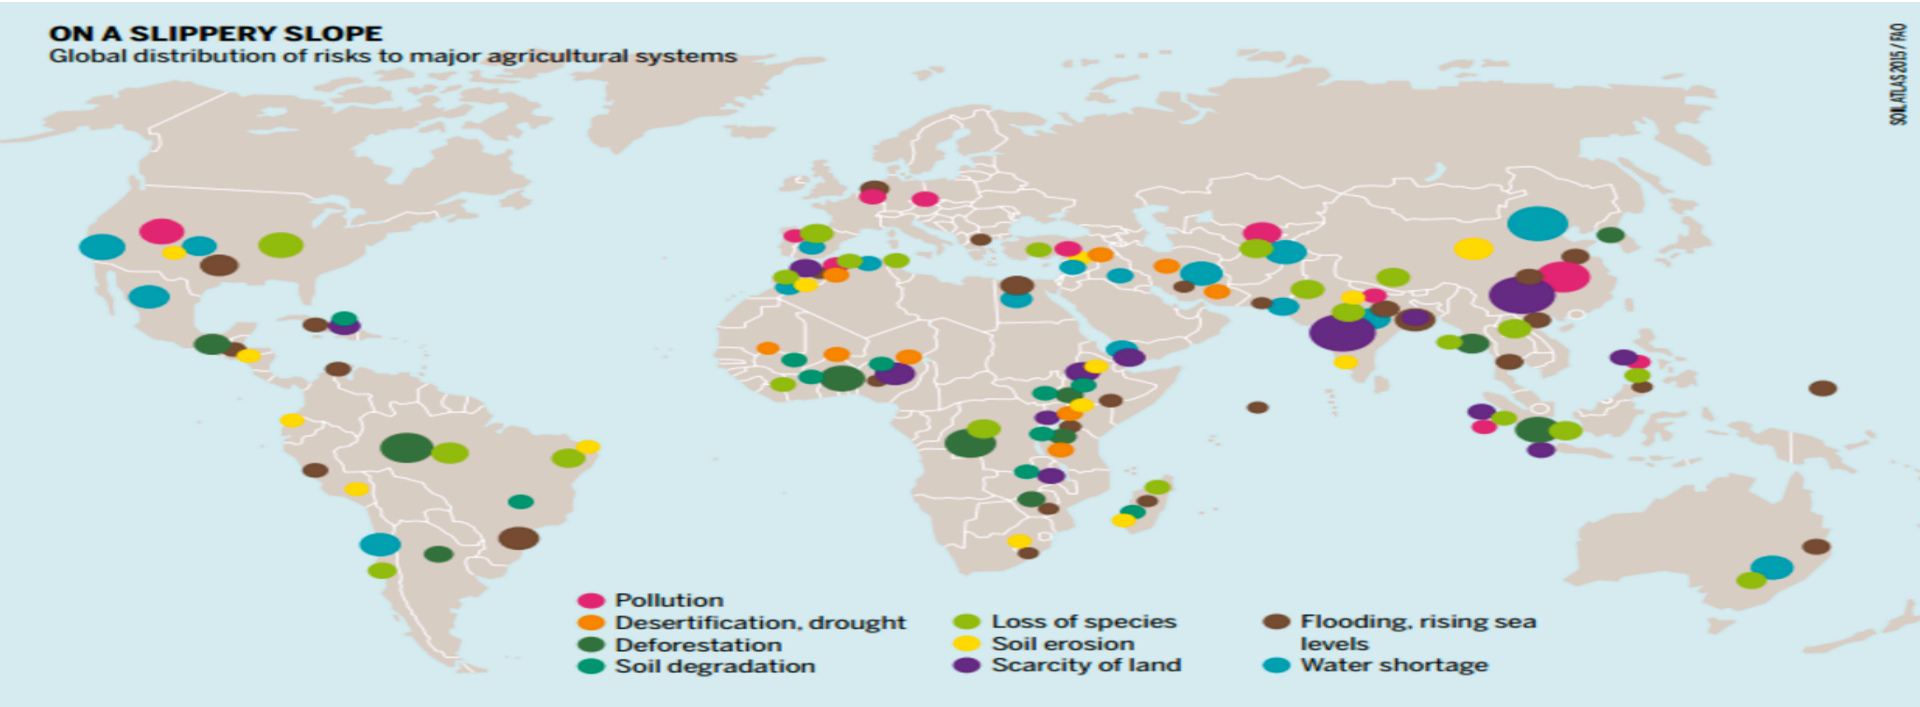 ON A SLIPPERY SLOPE
Global distribution of risks to major agricultural systems
SOIL ATLAS 2015 / FAO
Pollution
Desertification, drought
Deforestation
Soil degradation
Loss of species
Soil erosion
Scarcity of land
Flooding, rising sea
levels
Water shortage